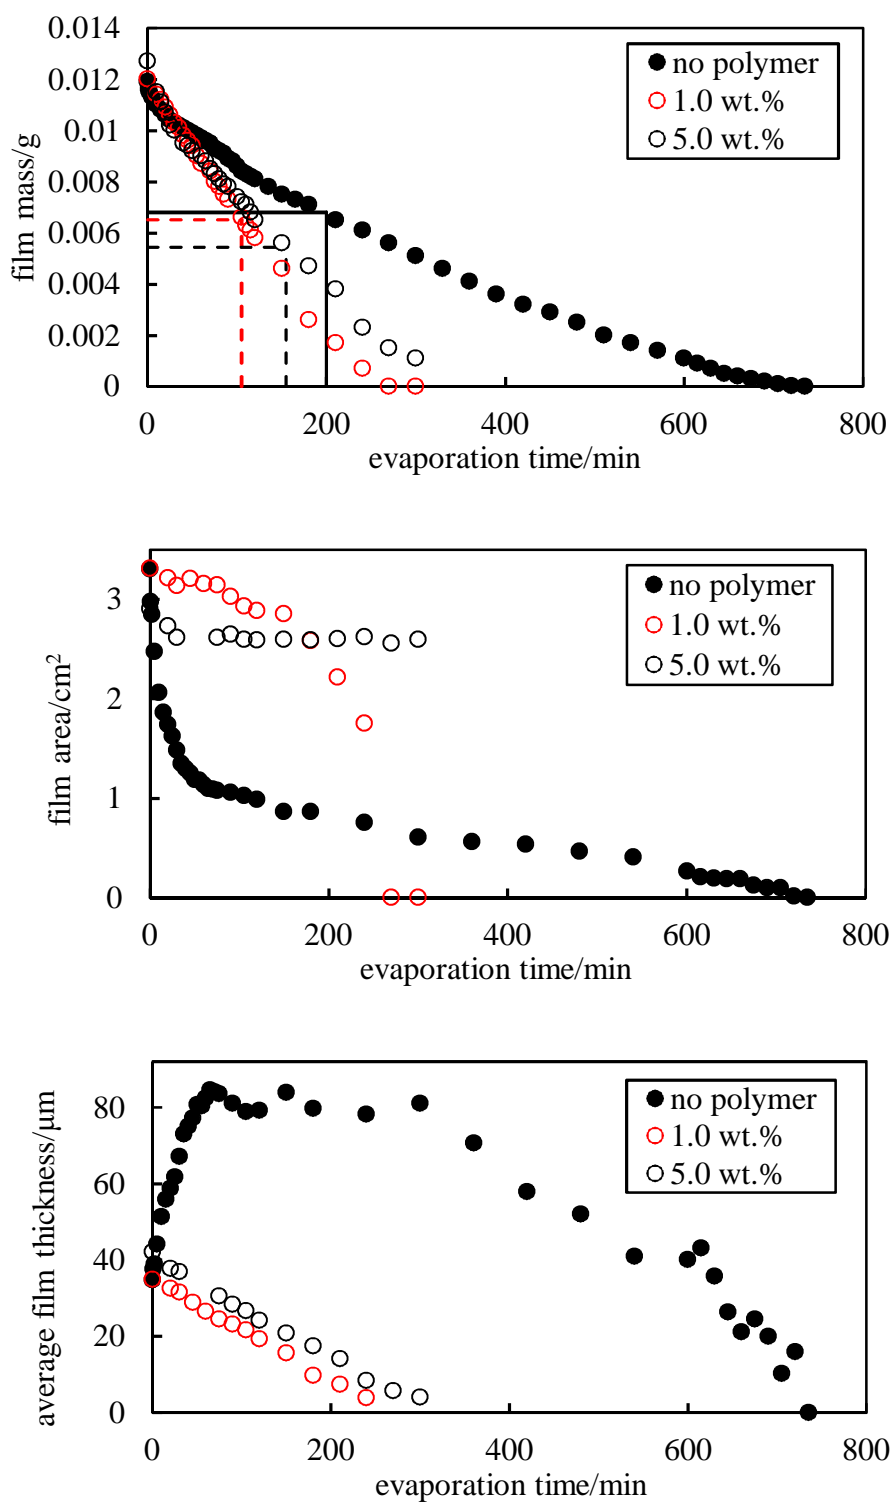 film mass/g
0.014
0.012
0.01
0.008
0.006
0.004
0.002
0
no polymer
1.0 wt.%
5.0 wt.%
0 200 400 600 800
evaporation time/min
film area/cm²
3
2
1
0
no polymer
1.0 wt.%
5.0 wt.%
0 200 400 600 800
evaporation time/min
average film thickness/μm
80
60
40
20
0
no polymer
1.0 wt.%
5.0 wt.%
0 200 400 600 800
evaporation time/min